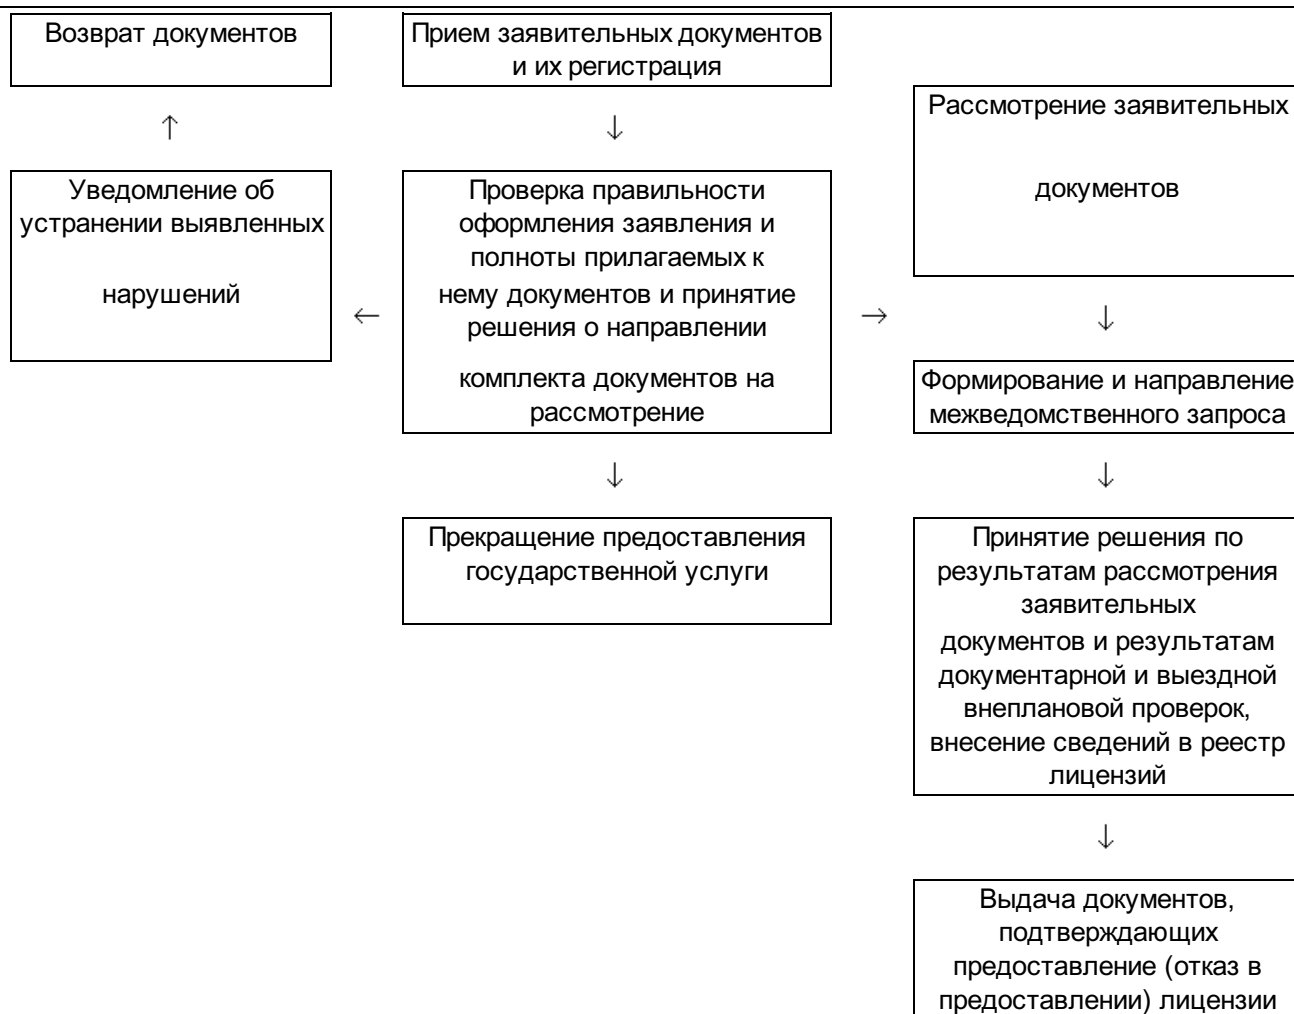 Возврат документов
Прием заявительных документов
и их регистрация
Рассмотрение заявительных
документов
↑
↓
Уведомление об
устранении выявленных
нарушений
Проверка правильности
оформления заявления и
полноты прилагаемых к
нему документов и принятие
решения о направлении
комплекта документов на
рассмотрение
←
→
↓
Формирование и направление
межведомственного запроса
↓
↓
Прекращение предоставления
государственной услуги
Принятие решения по
результатам рассмотрения
заявительных
документов и результатам
документарной и выездной
внеплановой проверок,
внесение сведений в реестр
лицензий
↓
Выдача документов,
подтверждающих
предоставление (отказ в
предоставлении) лицензии